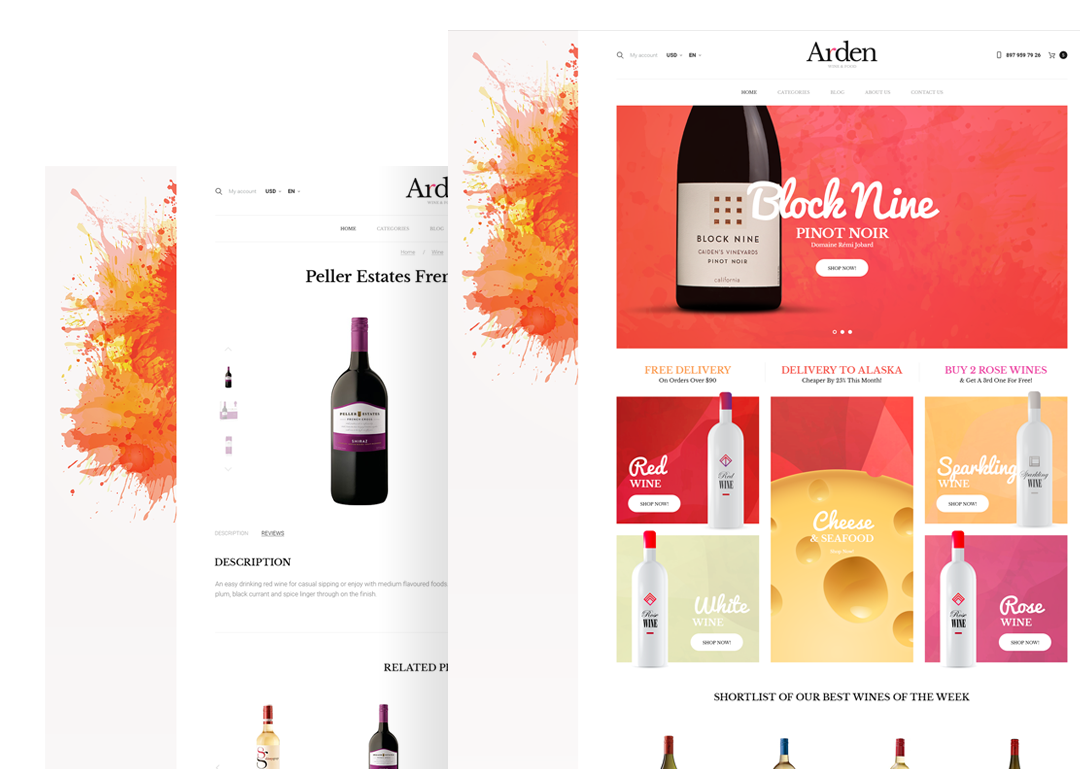 My account
USD
EN
Arden
WINE & FOOD
897 959 79 26
HOME
CATEGORIES
BLOG
ABOUT US
CONTACT US
BLOCK NINE
CAIDEN'S VINEYARDS
PINOT NOIR
california
Block Nine
PINOT NOIR
Domaine Rémi Jobard
SHOP NOW!
FREE DELIVERY
On Orders Over $90
DELIVERY TO ALASKA
Cheaper By 25% This Month!
BUY 2 ROSE WINES
& Get A 3rd One For Free!
Red
WINE
SHOP NOW!
Red
WINE
Cheese
& SEAFOOD
Shop Now!
Sparkling
WINE
SHOP NOW!
Sparkling
WINE
Rose
WINE
White
WINE
SHOP NOW!
Rose
WINE
Rose
WINE
SHOP NOW!
SHORTLIST OF OUR BEST WINES OF THE WEEK
My account
USD
EN
Ard
HOME
CATEGORIES
BLOG
Home / Wine
Peller Estates Fren
PELLER ESTATES
SHIRAZ
DESCRIPTION
REVIEWS
DESCRIPTION
An easy drinking red wine for casual sipping or enjoy with medium flavoured foods.
plum, black currant and spice linger through on the finish
RELATED P